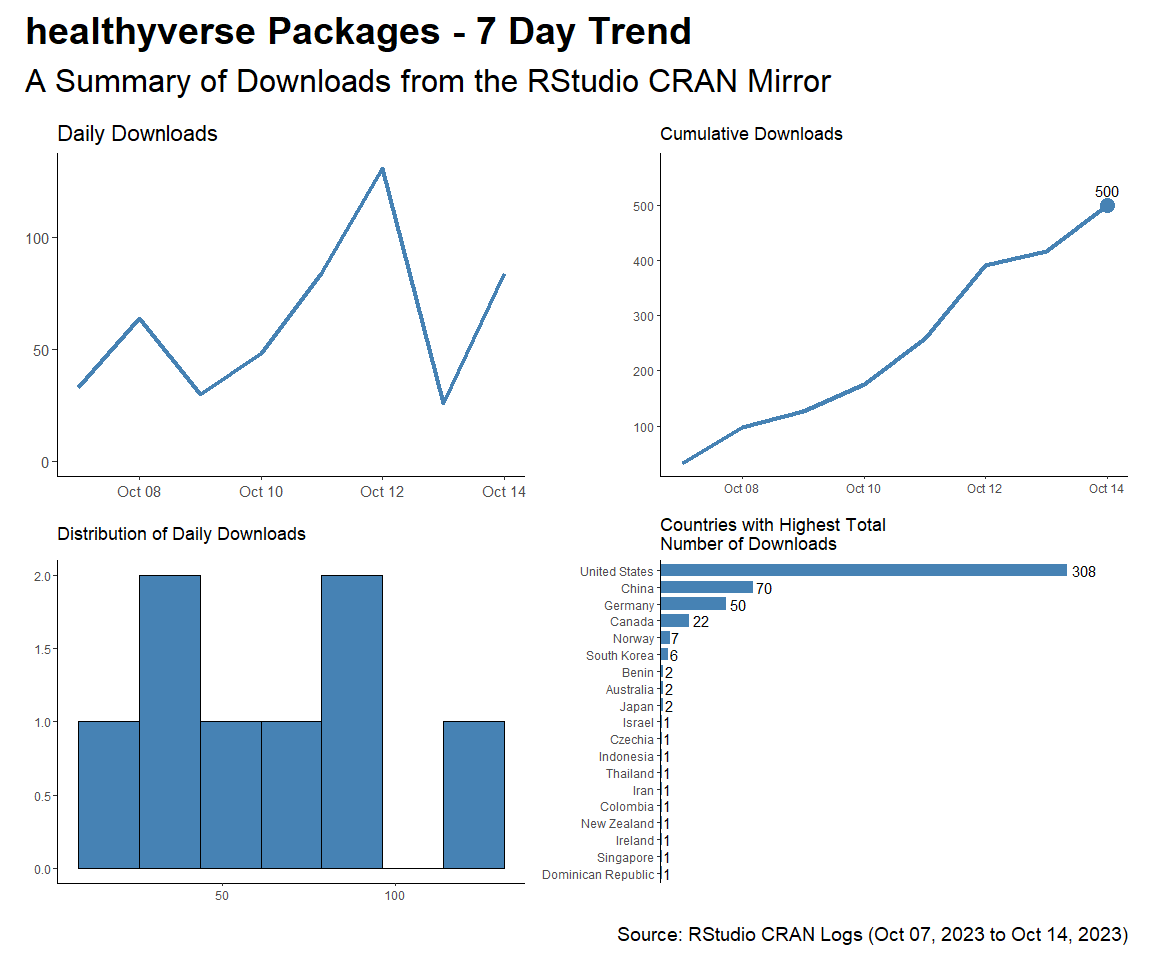 healthyverse Packages - 7 Day Trend
A Summary of Downloads from the RStudio CRAN Mirror
Daily Downloads
100
50
0
Oct 08 Oct 10 Oct 12 Oct 14
Cumulative Downloads
500
500
400
300
200
100
Oct 08 Oct 10 Oct 12 Oct 14
Distribution of Daily Downloads
2.0
1.5
1.0
0.5
0.0
50 100
Countries with Highest Total
Number of Downloads
United States 308
China 70
Germany 50
Canada 22
Norway 7
South Korea 6
Benin 2
Australia 2
Japan 2
Israel 1
Czechia 1
Indonesia 1
Thailand 1
Iran 1
Colombia 1
New Zealand 1
Ireland 1
Singapore 1
Dominican Republic 1
Source: RStudio CRAN Logs (Oct 07, 2023 to Oct 14, 2023)